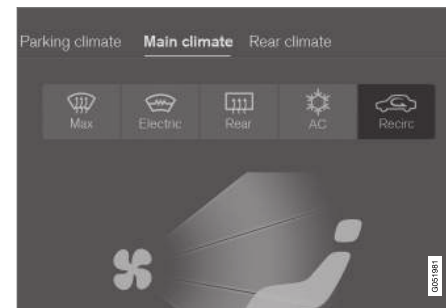 Parking climate Main climate Rear climate
Max Electric Rear AC Recirc
G051981